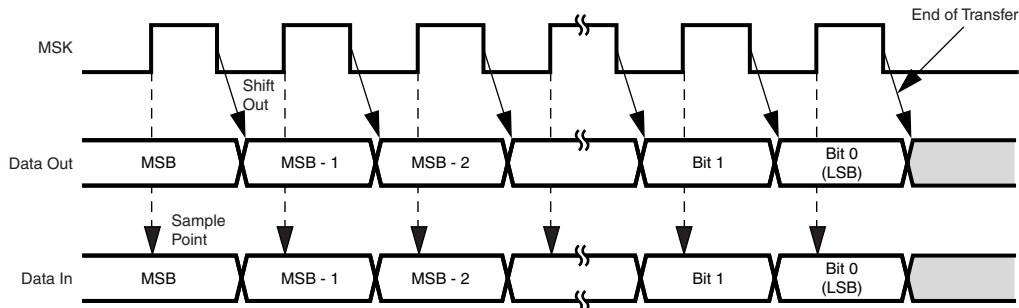 End of Transfer
MSK
Shift
Out
Data Out
MSB
MSB - 1
MSB - 2
Bit 1
Bit 0
(LSB)
Sample
Point
Data In
MSB
MSB - 1
MSB - 2
Bit 1
Bit 0
(LSB)